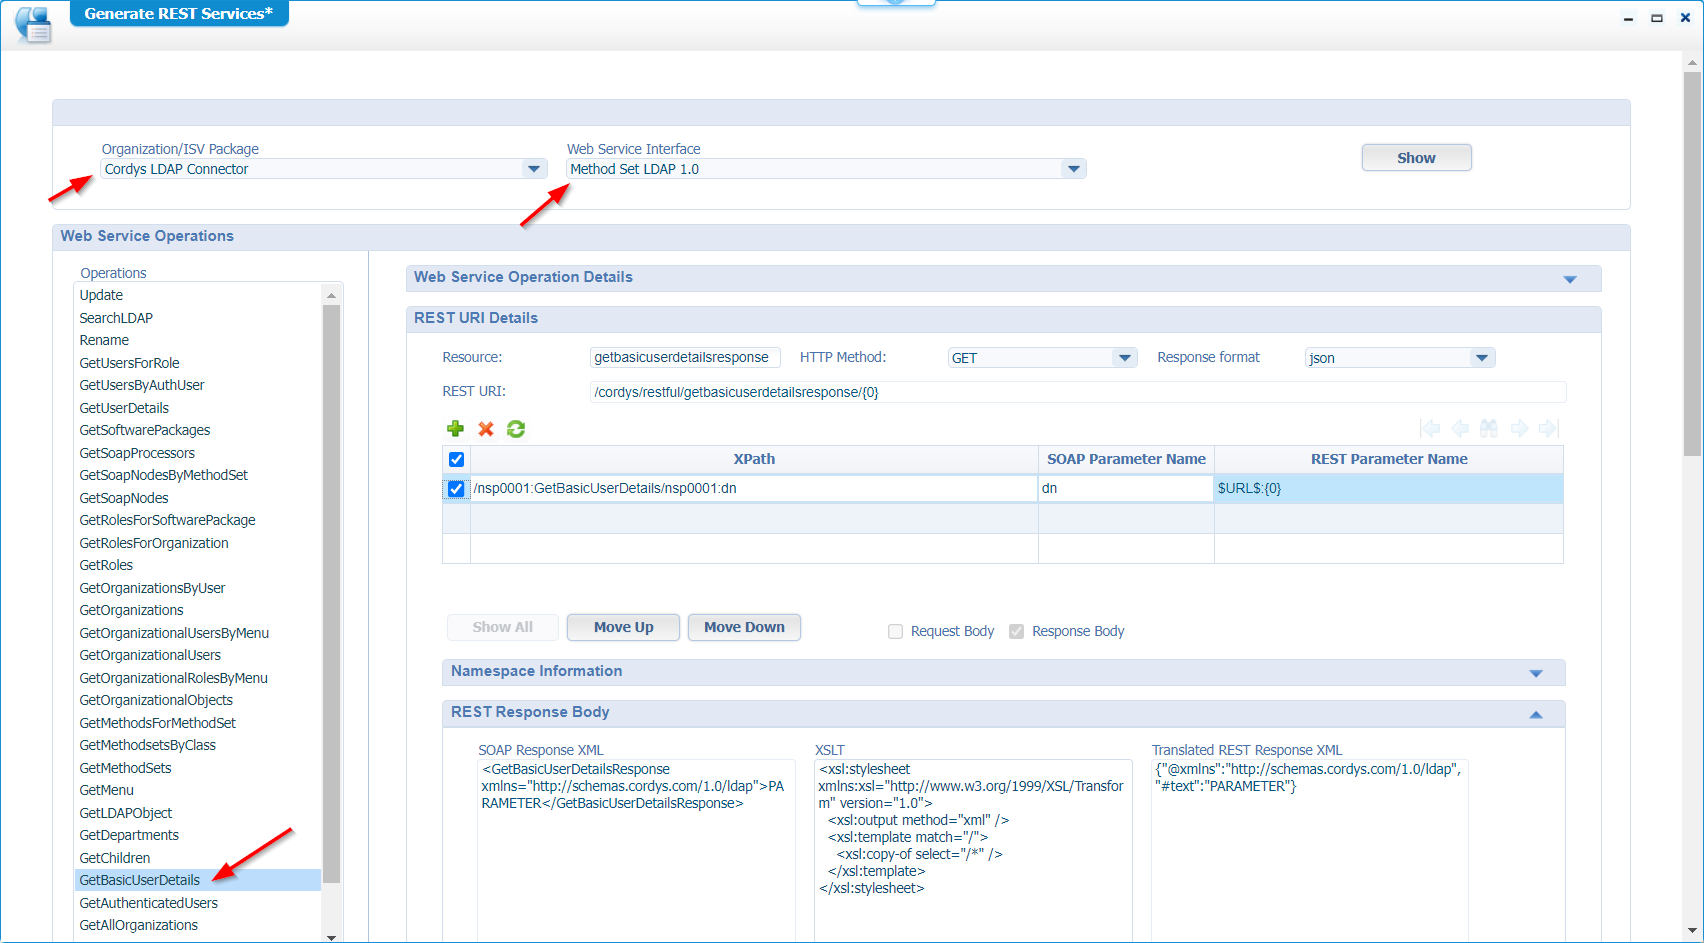 Generate REST Services*
Organization/ISV Package
Web Service Interface
Cordys LDAP Connector
Method Set LDAP 1.0
Show
Web Service Operations
Operations
Update
SearchLDAP
Rename
GetUsersForRole
GetUsersByAuthUser
GetUserDetails
GetSoftwarePackages
GetSoapProcessors
GetSoapNodesByMethodSet
GetSoapNodes
GetRolesForSoftwarePackage
GetRolesForOrganization
GetRoles
GetOrganizationsByUser
GetOrganizations
GetOrganizationalUsersByMenu
GetOrganizationalUsers
GetOrganizationalRolesByMenu
GetOrganizationalObjects
GetMethodsForMethodSet
GetMethodsetsByClass
GetMethodSets
GetMenu
GetLDAPObject
GetDepartments
GetChildren
GetBasicUserDetails
GetAuthenticatedUsers
GetAllOrganizations
Web Service Operation Details
REST URI Details
Resource: getbasicuserdetailsresponse HTTP Method: GET Response format json
REST URI: /cordys/restful/getbasicuserdetailsresponse/{0}
XPath SOAP Parameter Name REST Parameter Name
/nsp0001:GetBasicUserDetails/nsp0001:dn dn $URL$:{0}
Show All Move Up Move Down Request Body Response Body
Namespace Information
REST Response Body
SOAP Response XML
<GetBasicUserDetailsResponse
xmlns="http://schemas.cordys.com/1.0/ldap">PA
RAMETER</GetBasicUserDetailsResponse>
XSLT
<xsl:stylesheet
xmlns:xsl="http://www.w3.org/1999/XSL/Transfor
m" version="1.0">
<xsl:output method="xml" />
<xsl:template match="/">
<xsl:copy-of select="/*" />
</xsl:template>
</xsl:stylesheet>
Translated REST Response XML
{"@xmlns":"http://schemas.cordys.com/1.0/ldap",
"#text":"PARAMETER"}